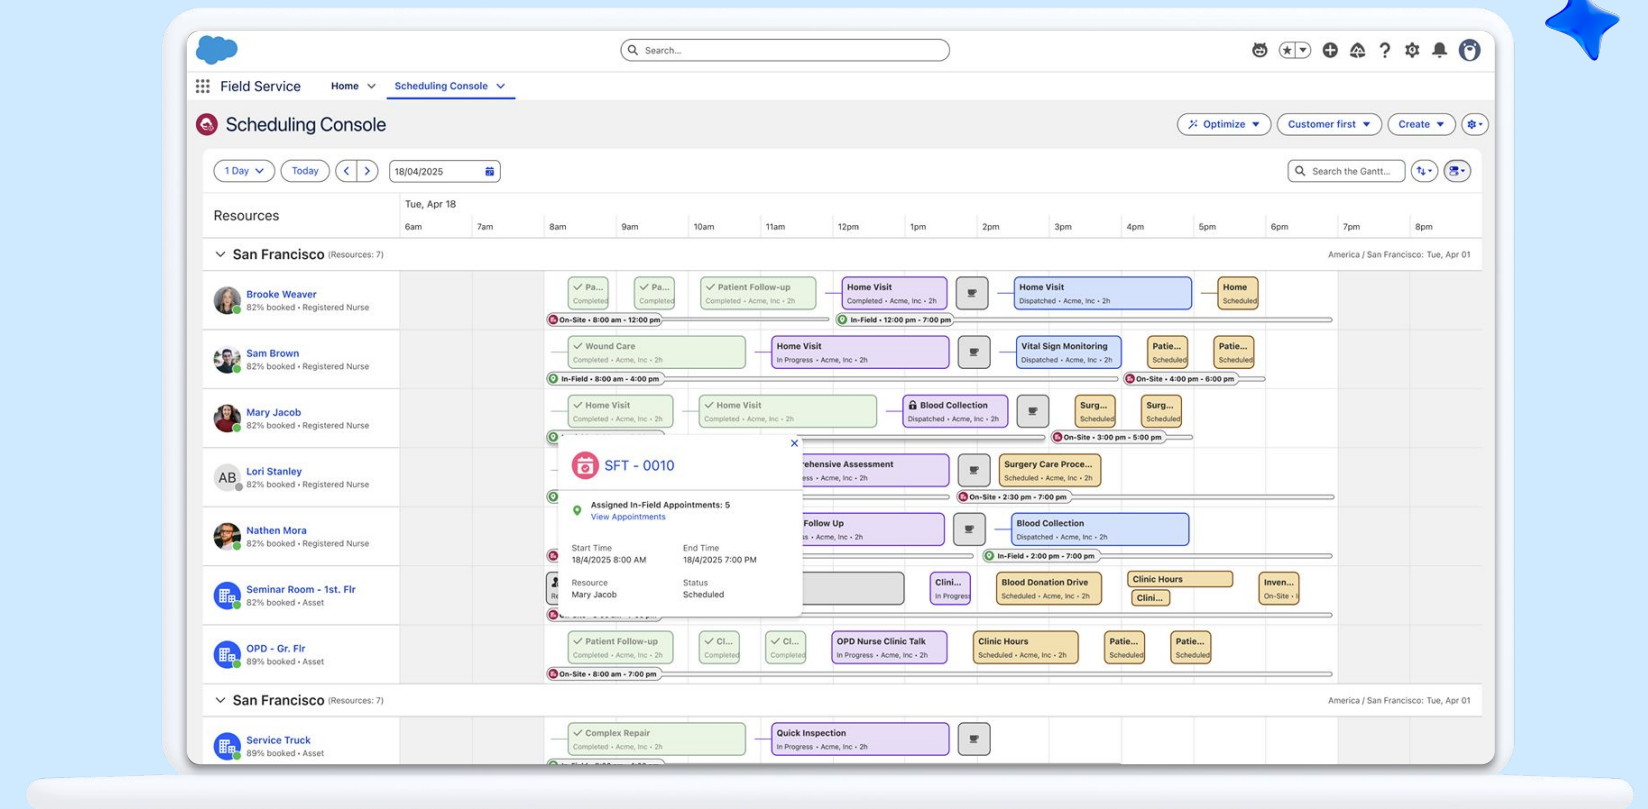 Search...
Field Service
Home
Scheduling Console
Scheduling Console
Optimize
Customer first
Create
1 Day
Today
18/04/2025
Search the Gantt...
Resources
Tue, Apr 18
6am 7am 8am 9am 10am 11am 12pm 1pm 2pm 3pm 4pm 5pm 6pm 7pm 8pm
San Francisco (Resources: 7)
America / San Francisco: Tue, Apr 01
Brooke Weaver
82% booked • Registered Nurse
Pa... Pa... Patient Follow-up Home Visit Home Visit Home
Completed Completed Completed • Acme, Inc • 2h Completed • Acme, Inc • 2h Dispatched • Acme, Inc • 2h Scheduled
On-Site • 8:00 am - 12:00 pm In-Field • 12:00 pm - 7:00 pm
Sam Brown
82% booked • Registered Nurse
Wound Care Home Visit Vital Sign Monitoring Patie... Patie...
Completed • Acme, Inc • 2h In Progress • Acme, Inc • 2h Dispatched • Acme, Inc • 2h Scheduled Scheduled
In-Field • 8:00 am - 4:00 pm On-Site • 4:00 pm - 6:00 pm
Mary Jacob
82% booked • Registered Nurse
Home Visit Home Visit Blood Collection Surg... Surg...
Completed • Acme, Inc • 2h Completed • Acme, Inc • 2h Dispatched • Acme, Inc • 2h Scheduled Scheduled
On-Site • 3:00 pm - 5:00 pm
SFT - 0010
Assigned In-Field Appointments: 5
View Appointments
Start Time End Time
18/4/2025 8:00 AM 18/4/2025 7:00 PM
Resource Status
Mary Jacob Scheduled
AB
Lori Stanley
82% booked • Registered Nurse
rehensive Assessment Surgery Care Proce...
ess • Acme, Inc • 2h Scheduled • Acme, Inc • 2h
On-Site • 2:30 pm - 7:00 pm
Nathen Mora
82% booked • Registered Nurse
Follow Up Blood Collection
ss • Acme, Inc • 2h Dispatched • Acme, Inc • 2h
In-Field • 2:00 pm - 7:00 pm
Seminar Room - 1st. Flr
82% booked • Asset
Clini... Blood Donation Drive Clinic Hours Inven...
In Progress Scheduled • Acme, Inc • 2h Clini... On-Site •
OPD - Gr. Flr
89% booked • Asset
Patient Follow-up Cl... Cl... OPD Nurse Clinic Talk Clinic Hours Patie... Patie...
Completed • Acme, Inc • 2h Completed Completed In Progress • Acme, Inc • 2h Scheduled • Acme, Inc • 2h Scheduled Scheduled
On-Site • 8:00 am - 7:00 pm
San Francisco (Resources: 7)
America / San Francisco: Tue, Apr 01
Service Truck
89% booked • Asset
Complex Repair Quick Inspection
Completed • Acme, Inc • 2h In Progress • Acme, Inc • 2h